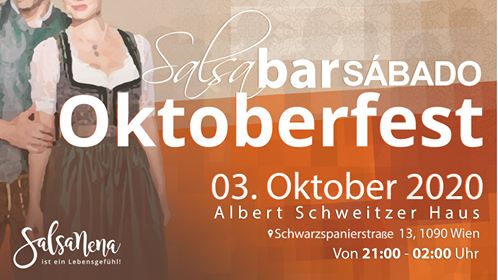 Salsa bar SÁBADO
Oktoberfest
03. Oktober 2020
Albert Schweitzer Haus
Schwarzspanierstraße 13, 1090 Wien
Von 21:00 - 02:00 Uhr
SalsaNena
ist ein Lebensgefühl!